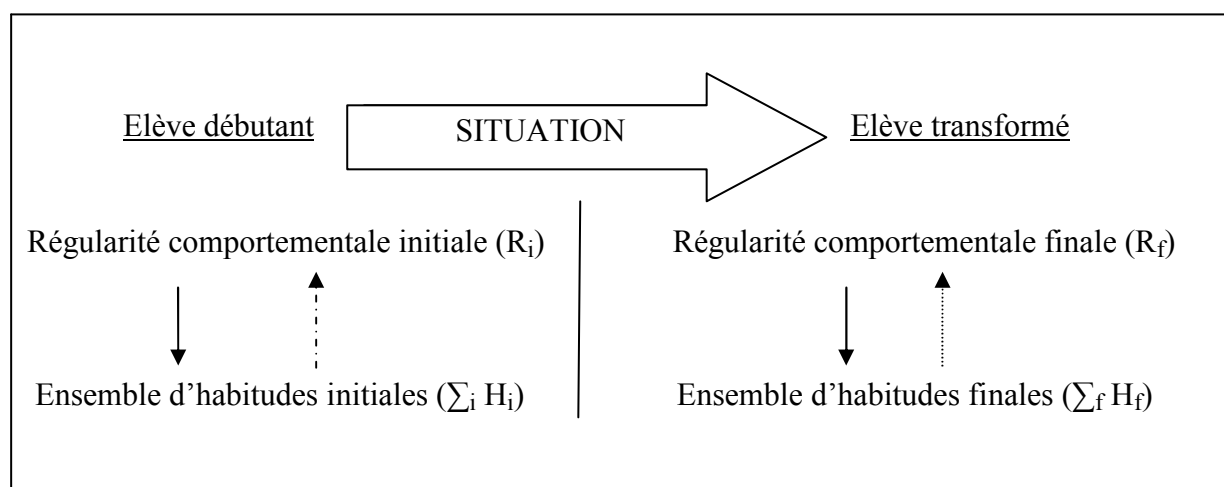 Elève débutant
SITUATION
Elève transformé
Régularité comportementale initiale (Rᵢ)
Régularité comportementale finale (R_f)
Ensemble d’habitudes initiales (∑ᵢ Hᵢ)
Ensemble d’habitudes finales (∑_f H_f)